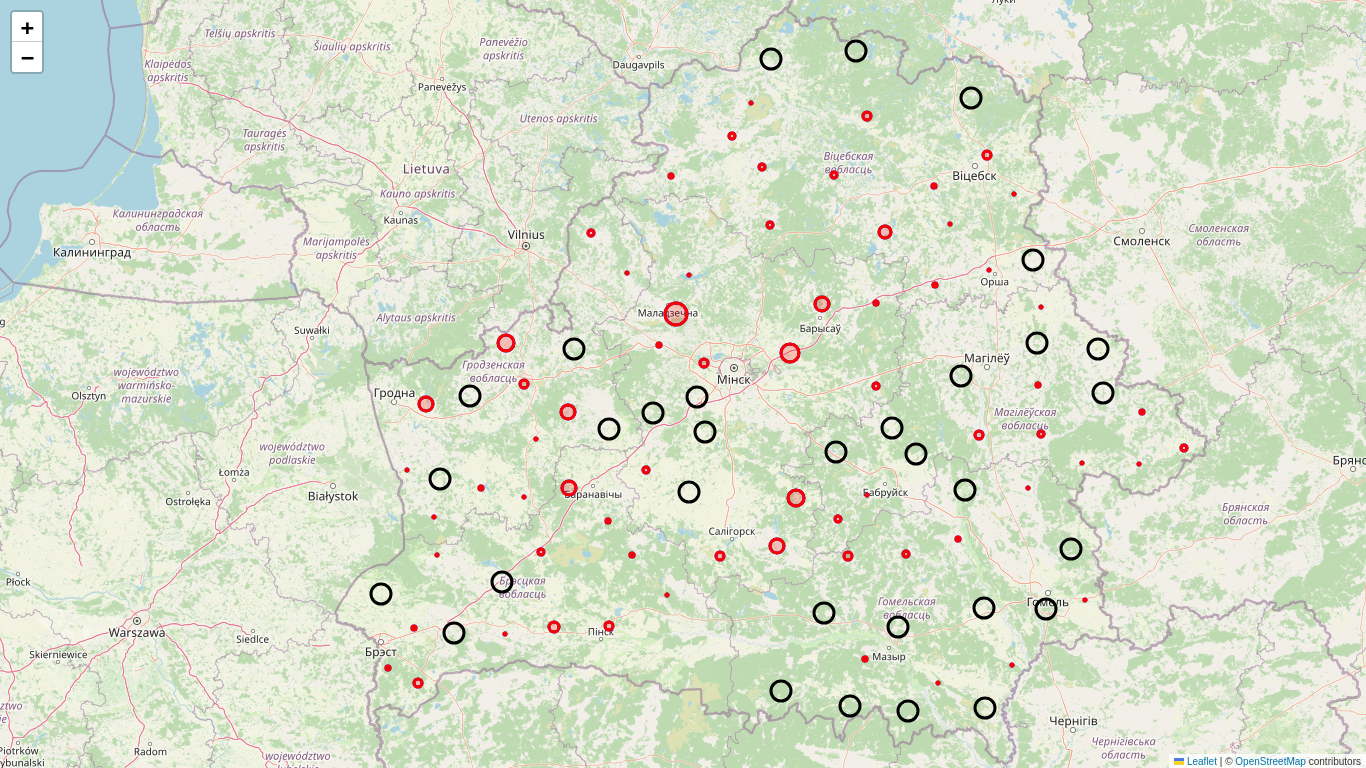 +
−
Луки
Telšių apskritis
Šiaulių apskritis
Panevėžio
apskritis
Daugavpils
Klaipėdos
apskritis
Panevėžys
Utenos apskritis
Tauragės
apskritis
Lietuva
Віцебская
вобласць
Віцебск
Kauno apskritis
Kaunas
Калининградская
область
Калининград
Marijampolės
apskritis
Vilnius
Смоленск
Смоленская
область
Орша
Alytaus apskritis
Маладзечна
Suwałki
Барысаў
Магілёў
Гродзенская
вобласць
Мінск
województwo
warmińsko-
mazurskie
Olsztyn
Гродна
Магілёўская
вобласць
województwo
podlaskie
Łomża
Ostrołęka
Białystok
Баранавічы
Бабруйск
Брянс
Брянская
область
Салігорск
Płock
Брэсцкая
вобласць
Гомельская
вобласць
Гомель
Warszawa
Siedlce
Пінск
Skierniewice
Брэст
Мазыр
Чернігів
Чернігівська
область
Radom
województwo
Piotrków
ybunalski
Leaflet | © OpenStreetMap contributors